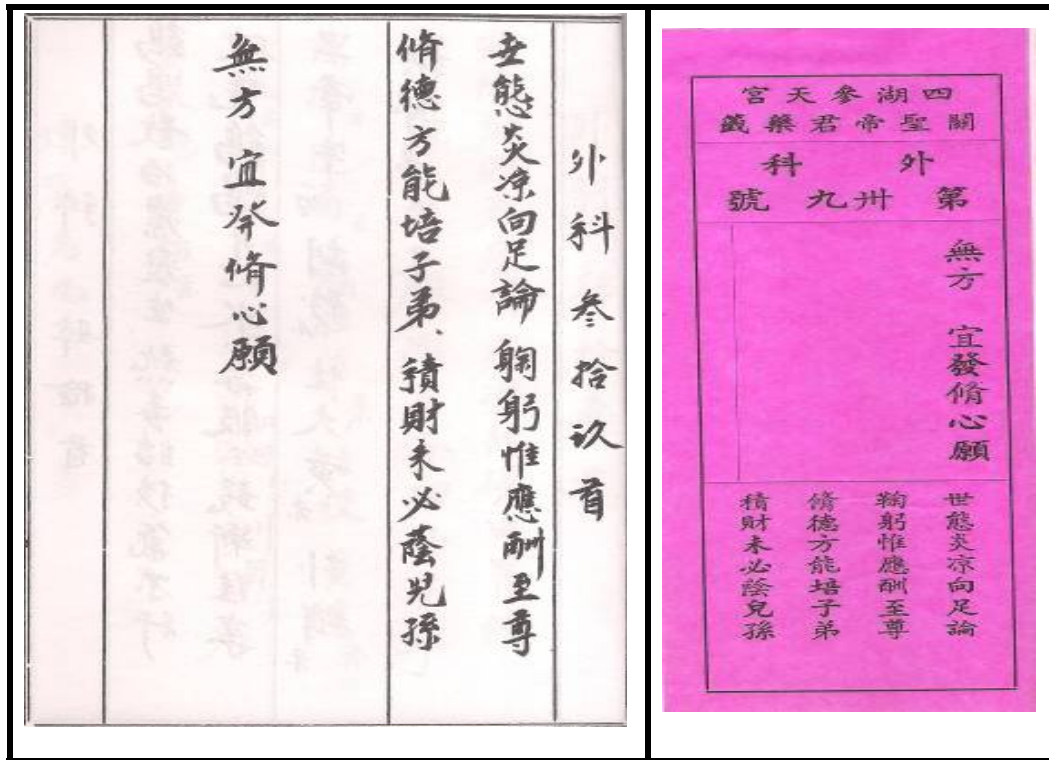 外科叁拾玖首
世態炎凉向足論 鞠躬惟應酬至尊
脩德方能培子弟、積財未必蔭兒孫
無方 宜發脩心願
四湖參天宮
關聖帝君藥籤
外科
第卅九號
無方 宜發脩心願
世態炎凉向足論
鞠躬惟應酬至尊
脩德方能培子弟
積財未必蔭兒孫